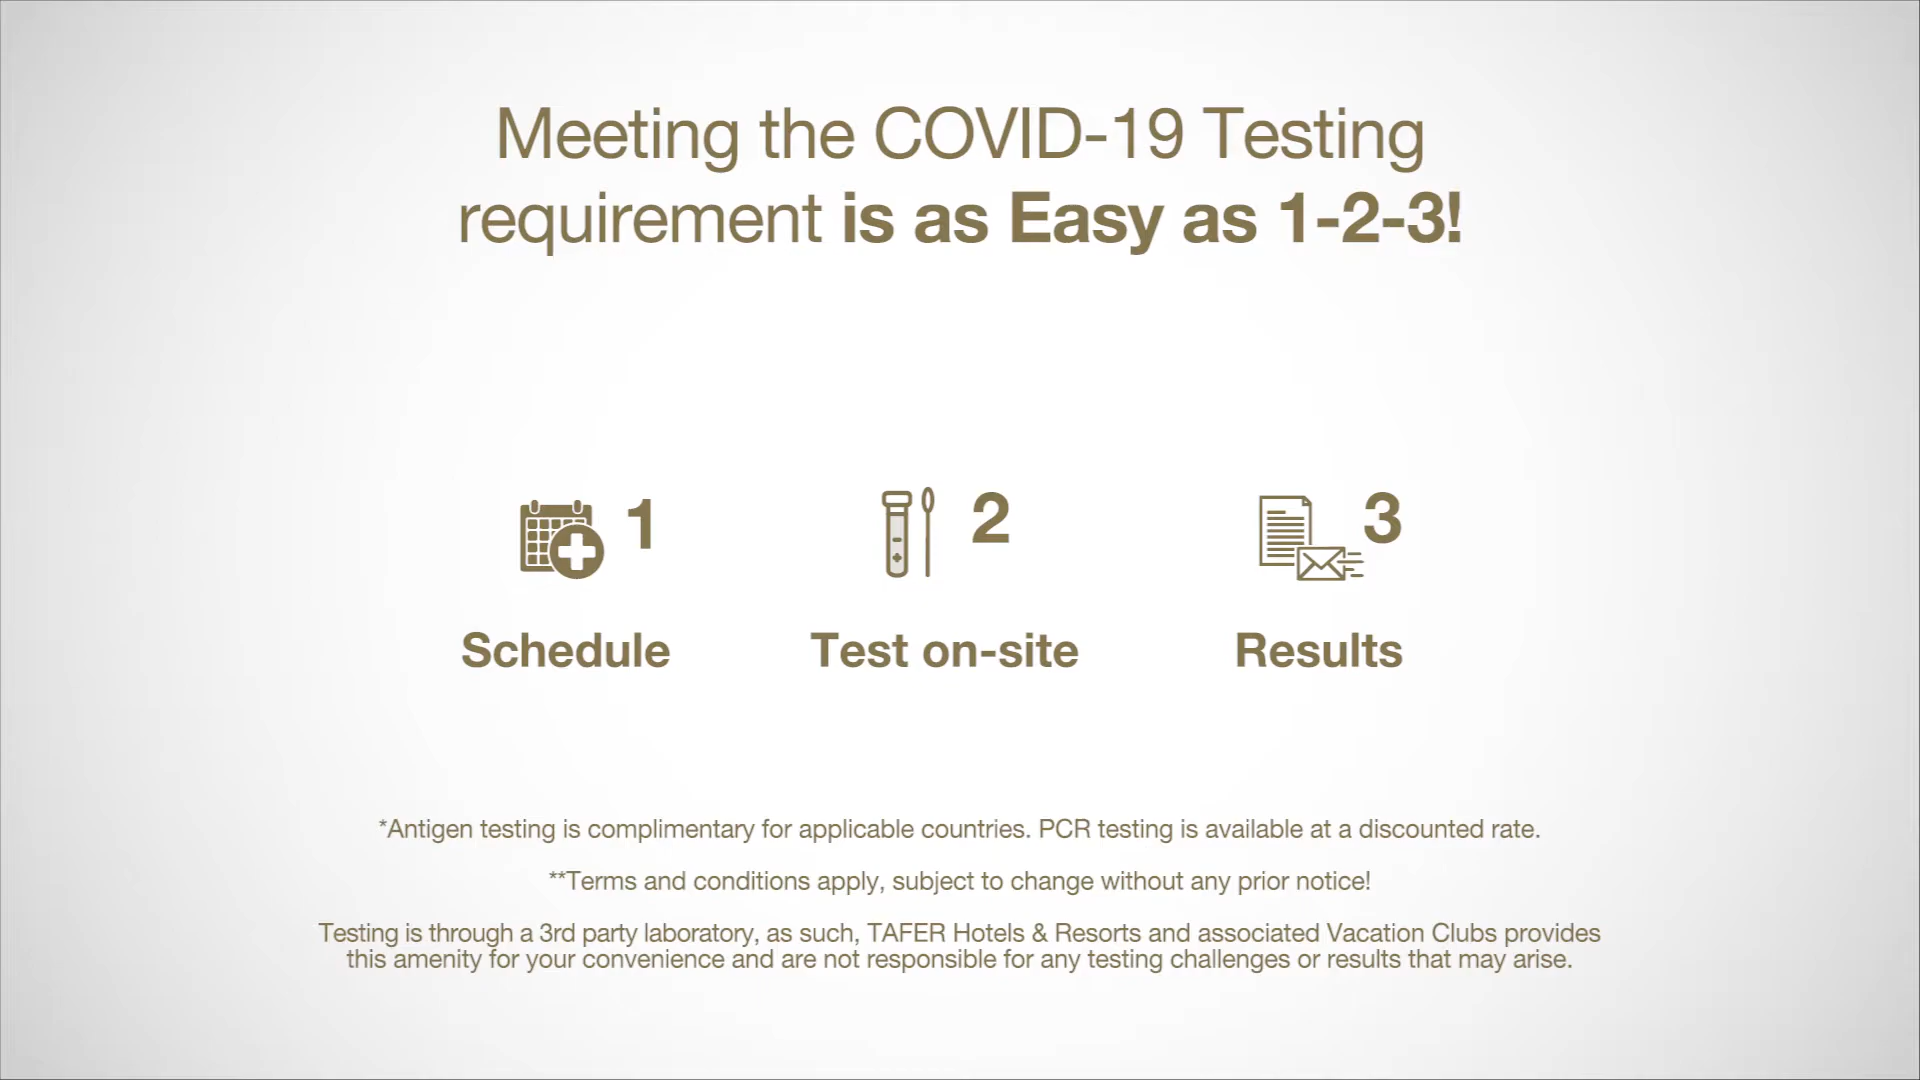 Meeting the COVID-19 Testing
requirement is as Easy as 1-2-3!
1
2
3
Schedule
Test on-site
Results
*Antigen testing is complimentary for applicable countries. PCR testing is available at a discounted rate.
**Terms and conditions apply, subject to change without any prior notice!
Testing is through a 3rd party laboratory, as such, TAFER Hotels & Resorts and associated Vacation Clubs provides
this amenity for your convenience and are not responsible for any testing challenges or results that may arise.